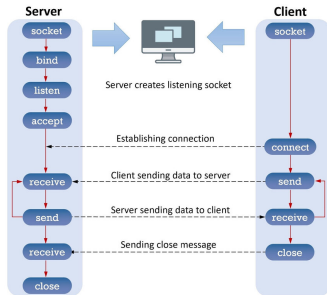 Server
Client
socket
socket
bind
listen
Server creates listening socket
accept
Establishing connection
connect
Client sending data to server
receive
send
Server sending data to client
send
receive
Sending close message
receive
close
close